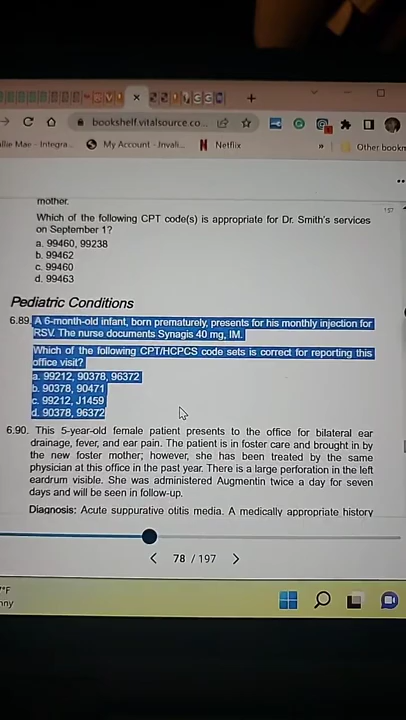 bookshelf.vitalsource.co...
llie Mae - Integra...
My Account - Invali...
Netflix
»
Other bookm
197
mother.
Which of the following CPT code(s) is appropriate for Dr. Smith's services
on September 1?
a. 99460, 99238
b. 99462
c. 99460
d. 99463
Pediatric Conditions
6.89. A 6-month-old infant, born prematurely, presents for his monthly injection for
RSV. The nurse documents Synagis 40 mg, IM.
Which of the following CPT/HCPCS code sets is correct for reporting this
office visit?
a. 99212, 90378, 96372
b. 90378, 90471
c. 99212, J1459
d. 90378, 96372
6.90. This 5-year-old female patient presents to the office for bilateral ear
drainage, fever, and ear pain. The patient is in foster care and brought in by
the new foster mother; however, she has been treated by the same
physician at this office in the past year. There is a large perforation in the left
eardrum visible. She was administered Augmentin twice a day for seven
days and will be seen in follow-up.
Diagnosis: Acute suppurative otitis media. A medically appropriate history
78 / 197
°F
nny